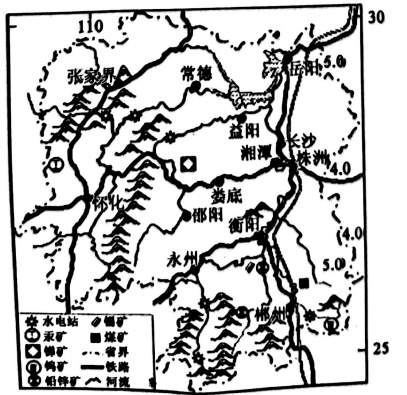 110
30
张家界
常德
岳阳
5.0
益阳
长沙
湘潭
株洲
4.0
怀化
娄底
邵阳
衡阳
4.0
永州
5.0
郴州
25
水电站
锡矿
汞矿
煤矿
锑矿
省界
钨矿
铁路
铅锌矿
河流